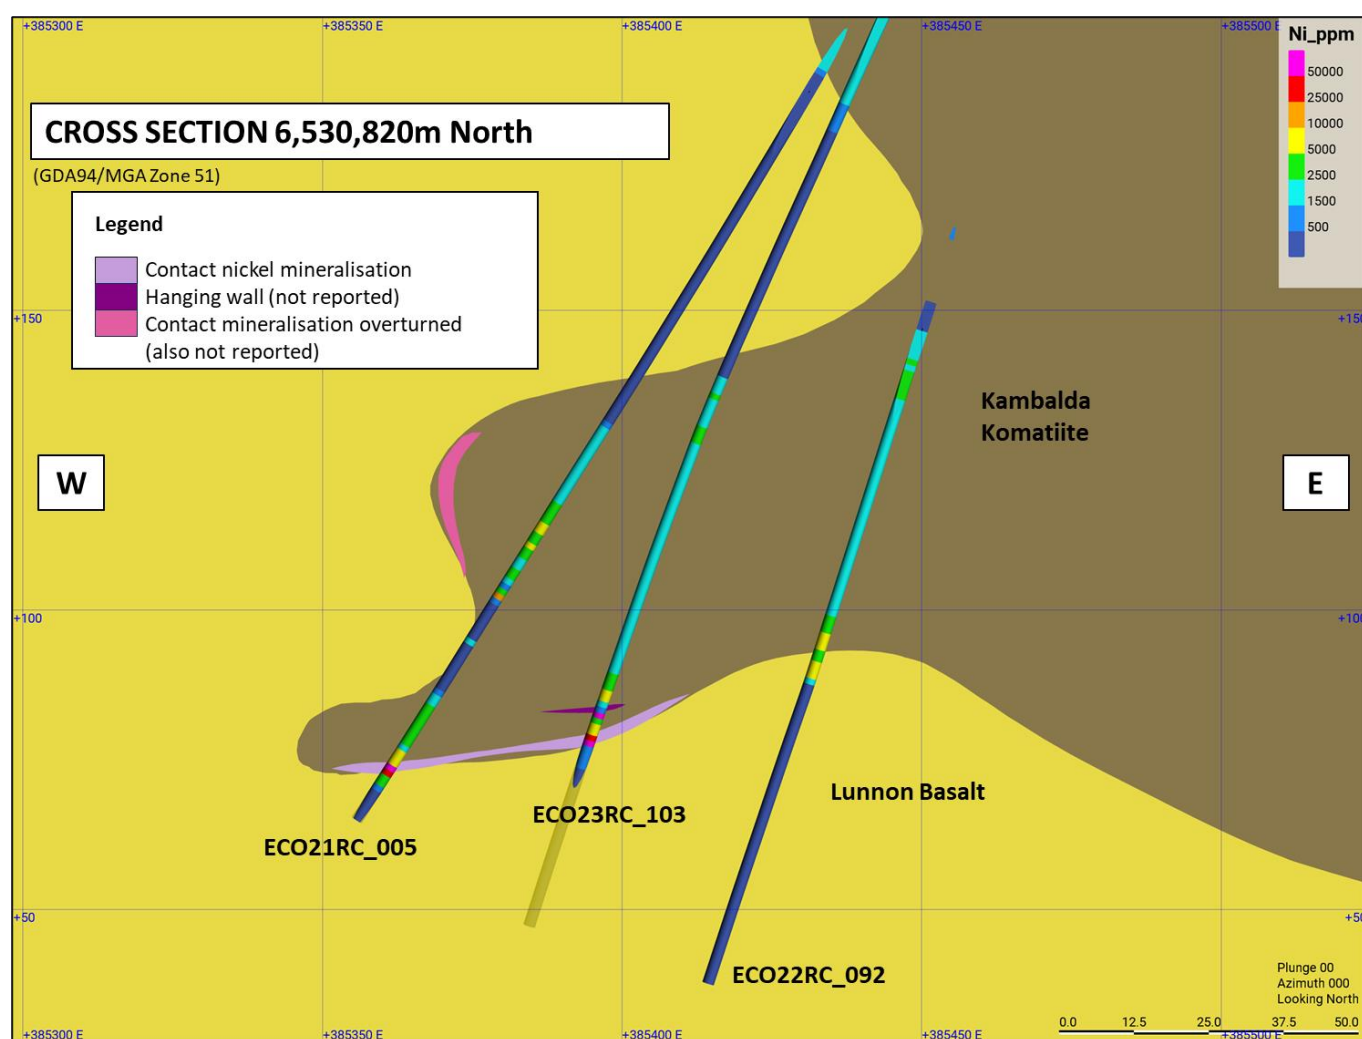 +385300 E
+385350 E
+385400 E
+385450 E
+385500 E
Ni_ppm
50000
25000
10000
5000
2500
1500
500
CROSS SECTION 6,530,820m North
(GDA94/MGA Zone 51)
Legend
Contact nickel mineralisation
Hanging wall (not reported)
Contact mineralisation overturned
(also not reported)
+150
+150
Kambalda
Komatiite
W
E
+100
+100
Lunnon Basalt
ECO23RC_103
ECO21RC_005
+50
+50
ECO22RC_092
Plunge 00
Azimuth 000
Looking North
0.0
12.5
25.0
37.5
50.0
+385300 E
+385350 E
+385400 E
+385450 E
+385500 E